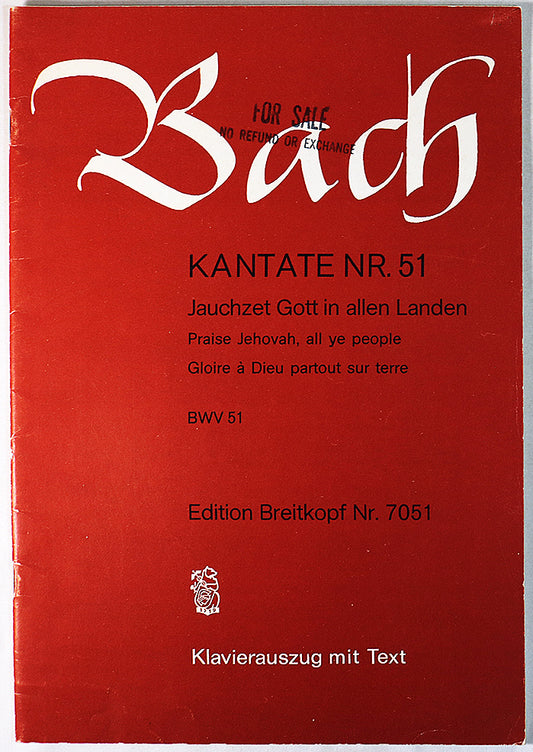 Bach
FOR SALE
NO REFUND OR EXCHANGE
KANTATE NR. 51
Jauchzet Gott in allen Landen
Praise Jehovah, all ye people
Gloire à Dieu partout sur terre
BWV 51
Edition Breitkopf Nr. 7051
Klavierauszug mit Text